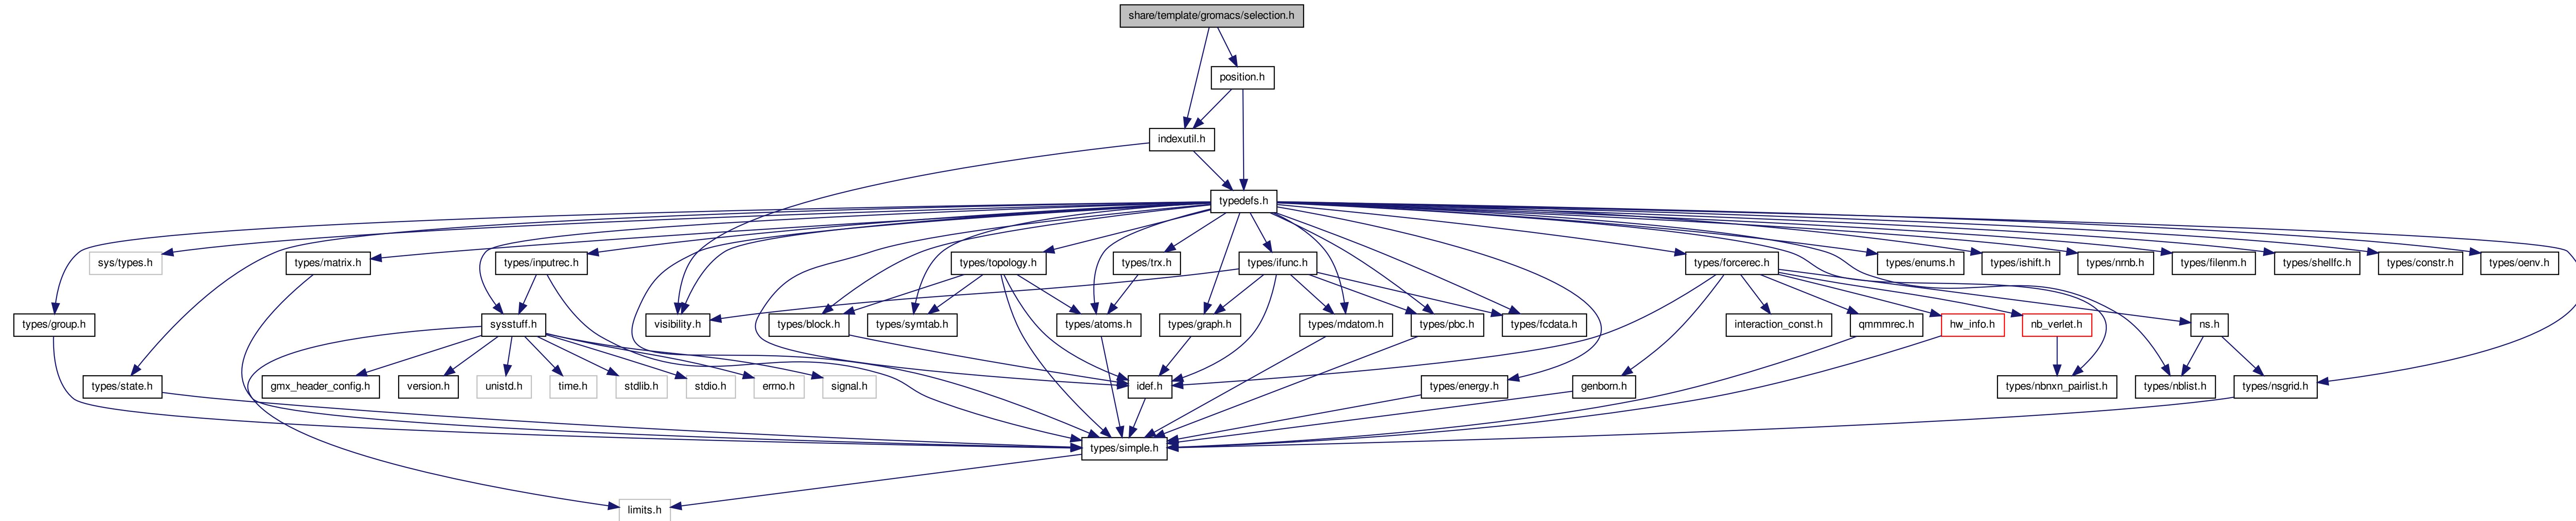 share/template/gromacs/selection.h
position.h
indexutil.h
typedefs.h
sys/types.h
types/matrix.h
types/inputrec.h
types/topology.h
types/trx.h
types/ifunc.h
types/forcerec.h
types/enums.h
types/ishift.h
types/nrnb.h
types/filenm.h
types/shellfc.h
types/constr.h
types/oenv.h
types/group.h
sysstuff.h
visibility.h
types/block.h
types/symtab.h
types/atoms.h
types/graph.h
types/mdatom.h
types/pbc.h
types/fcdata.h
interaction_const.h
qmmmrec.h
hw_info.h
nb_verlet.h
ns.h
types/state.h
gmx_header_config.h
version.h
unistd.h
time.h
stdlib.h
stdio.h
errno.h
signal.h
idef.h
types/energy.h
genborn.h
types/nbnxn_pairlist.h
types/nblist.h
types/nsgrid.h
types/simple.h
limits.h